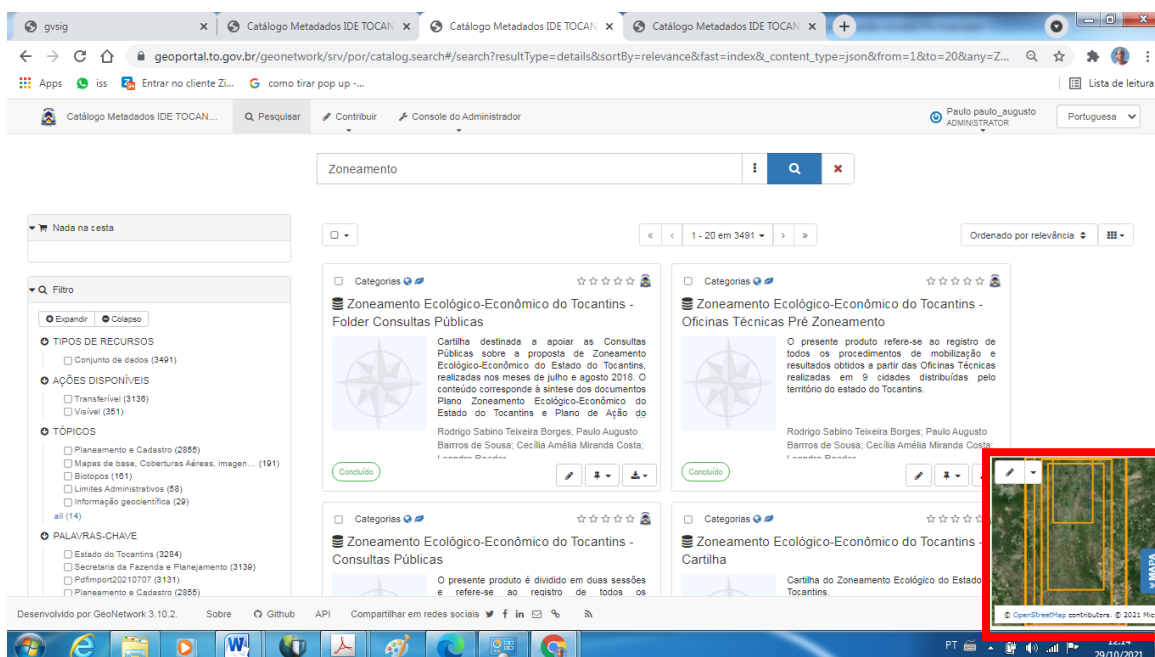 gvsig
Catálogo Metadados IDE TOCAN
Catálogo Metadados IDE TOCAN
Catálogo Metadados IDE TOCAN
geoportal.to.gov.br/geonetwork/srv/por/catalog.search#/search?resultType=details&sortBy=relevance&fast=index&_content_type=json&from=1&to=20&any=Z...
Apps
iss
Entrar no cliente Zi...
como tirar pop up -...
Lista de leitura
Catálogo Metadados IDE TOCAN...
Pesquisar
Contribuir
Console do Administrador
Paulo paulo_augusto
ADMINISTRATOR
Portuguesa
Zoneamento
Nada na cesta
1 - 20 em 3491
Ordenado por relevância
Filtro
Expandir
Colapso
TIPOS DE RECURSOS
Conjunto de dados (3491)
AÇÕES DISPONÍVEIS
Transferível (3136)
Visível (351)
TÓPICOS
Planeamento e Cadastro (2855)
Mapas de base, Coberturas Aéreas, imagen... (191)
Biotopos (161)
Limites Administrativos (58)
Informação geocientífica (29)
all (14)
PALAVRAS-CHAVE
Estado do Tocantins (3284)
Secretaria da Fazenda e Planejamento (3139)
Pdfimport20210707 (3131)
Planeamento e Cadastro (2855)
Categorias
Zoneamento Ecológico-Econômico do Tocantins -
Folder Consultas Públicas
Cartilha destinada a apoiar as Consultas
Públicas sobre a proposta de Zoneamento
Ecológico-Econômico do Estado do Tocantins,
realizadas nos meses de julho e agosto 2018. O
conteúdo corresponde à síntese dos documentos
Plano Zoneamento Ecológico-Econômico do
Estado do Tocantins e Plano de Ação do
Rodrigo Sabino Teixeira Borges; Paulo Augusto
Barrros de Sousa; Cecília Amélia Miranda Costa;
Concluído
Categorias
Zoneamento Ecológico-Econômico do Tocantins -
Oficinas Técnicas Pré Zoneamento
O presente produto refere-se ao registro de
todos os procedimentos de mobilização e
resultados obtidos a partir das Oficinas Técnicas
realizadas em 9 cidades distribuídas pelo
território do estado do Tocantins.
Rodrigo Sabino Teixeira Borges; Paulo Augusto
Barrros de Sousa; Cecília Amélia Miranda Costa;
Concluído
Categorias
Zoneamento Ecológico-Econômico do Tocantins -
Consultas Públicas
O presente produto é dividido em duas sessões
e refere-se ao registro de todos os
Categorias
Zoneamento Ecológico-Econômico do Tocantins -
Cartilha
Cartilha do Zoneamento Ecológico do Estado
Tocantins.
MAPA
© OpenStreetMap contributors. © 2021 Mic
Desenvolvido por GeoNetwork 3.10.2.
Sobre
Github
API
Compartilhar em redes sociais
PT
12:14
29/10/2021